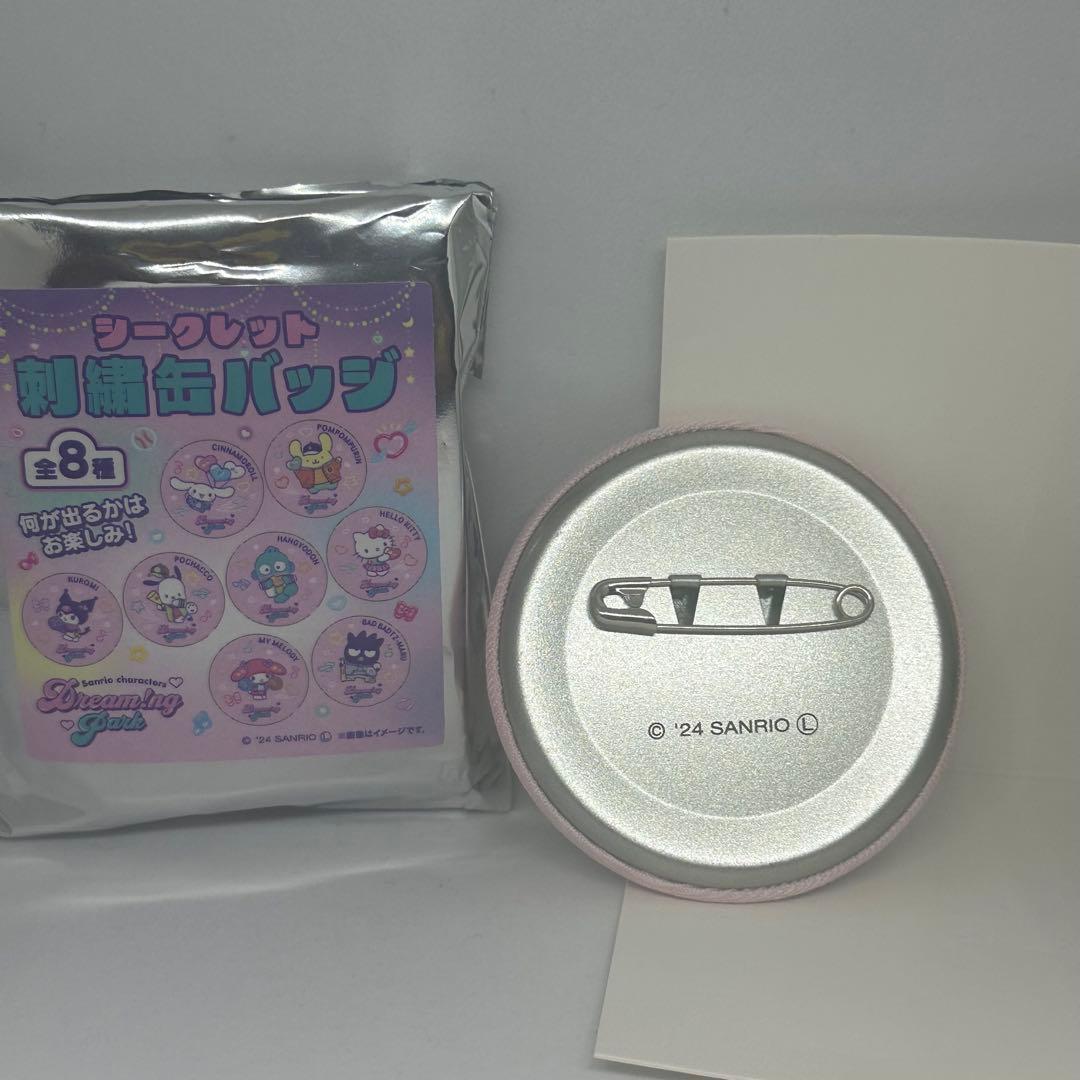 シークレット
刺繍缶バッジ
全8種
何が出るかは
お楽しみ!
CINNAMOROLL
POMPOMPURIN
HELLO KITTY
HANGYODON
POCHACCO
KUROMI
MY MELODY
BAD BADTZ-MARU
Sanrio characters
Dream!ng
Park
© '24 SANRIO Ⓛ ※画像はイメージです。
© '24 SANRIO Ⓛ